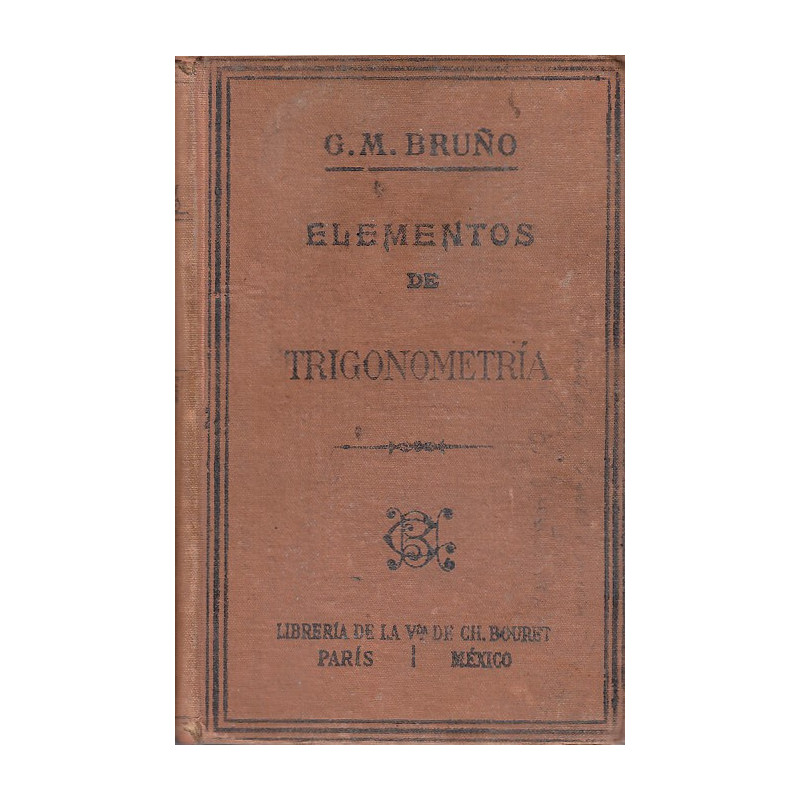 G. M. BRUÑO
ELEMENTOS
DE
TRIGONOMETRÍA
LIBRERÍA DE LA Vda DE CH. BOURET
PARÍS | MÉXICO